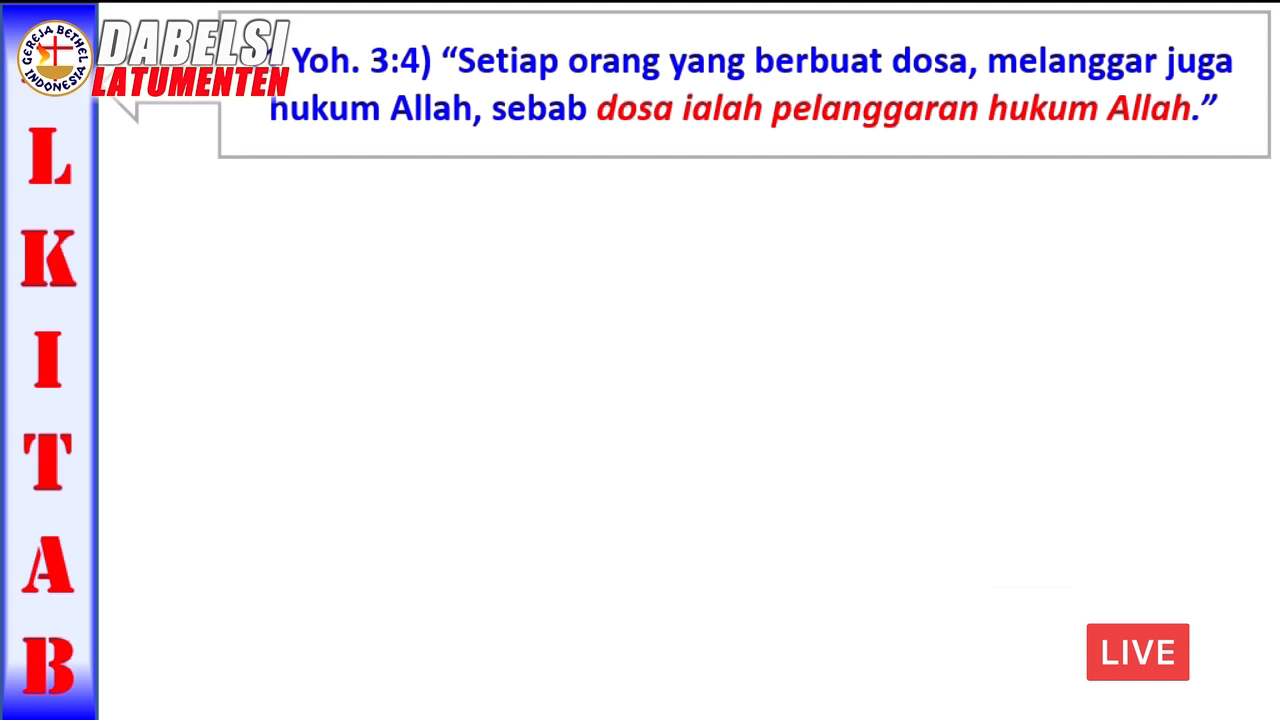 GEREJA BETHEL
INDONESIA
DABELSI
LATUMENTEN
Yoh. 3:4) “Setiap orang yang berbuat dosa, melanggar juga
hukum Allah, sebab dosa ialah pelanggaran hukum Allah.”
L
K
I
T
A
B
LIVE